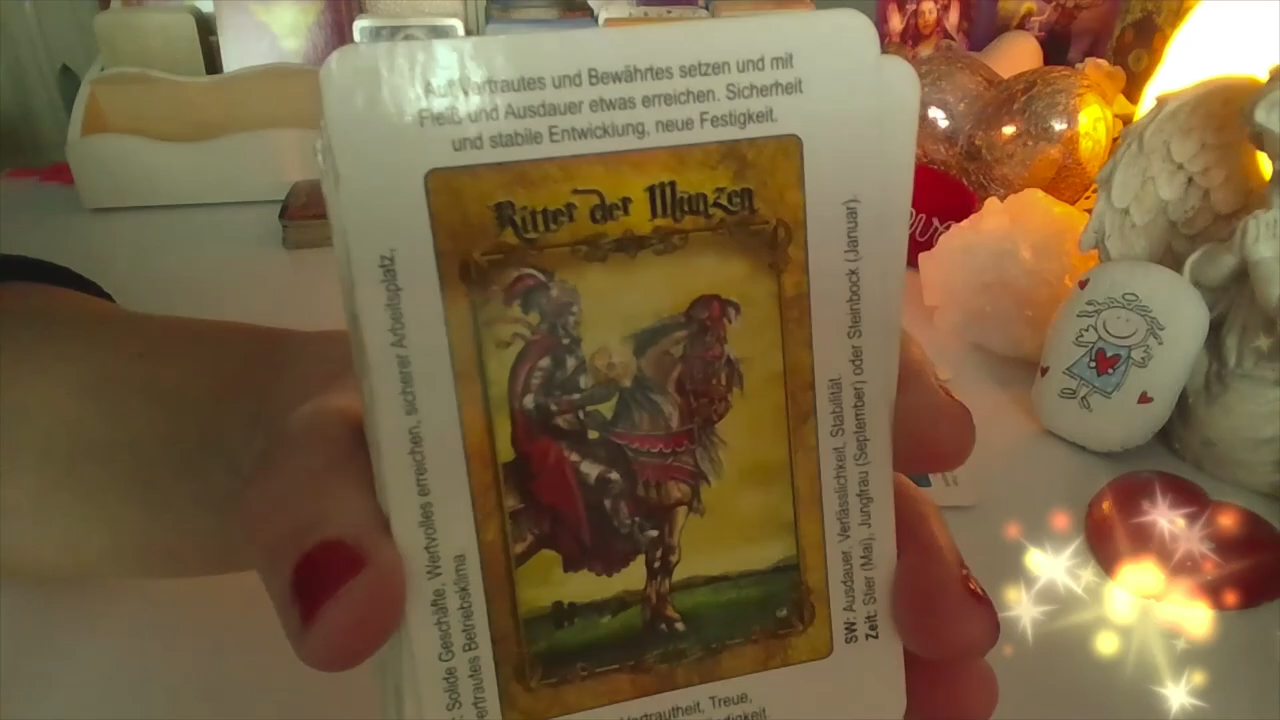 Auf Vertrautes und Bewährtes setzen und mit
Fleiß und Ausdauer etwas erreichen. Sicherheit
und stabile Entwicklung, neue Festigkeit.
Ritter der Münzen
Solide Geschäfte, Wertvolles erreichen, sicherer Arbeitsplatz,
ertrautes Betriebsklima
SW: Ausdauer, Verlässlichkeit, Stabilität.
Zeit: Stier (Mai), Jungfrau (September) oder Steinbock (Januar).
Vertrautheit, Treue,